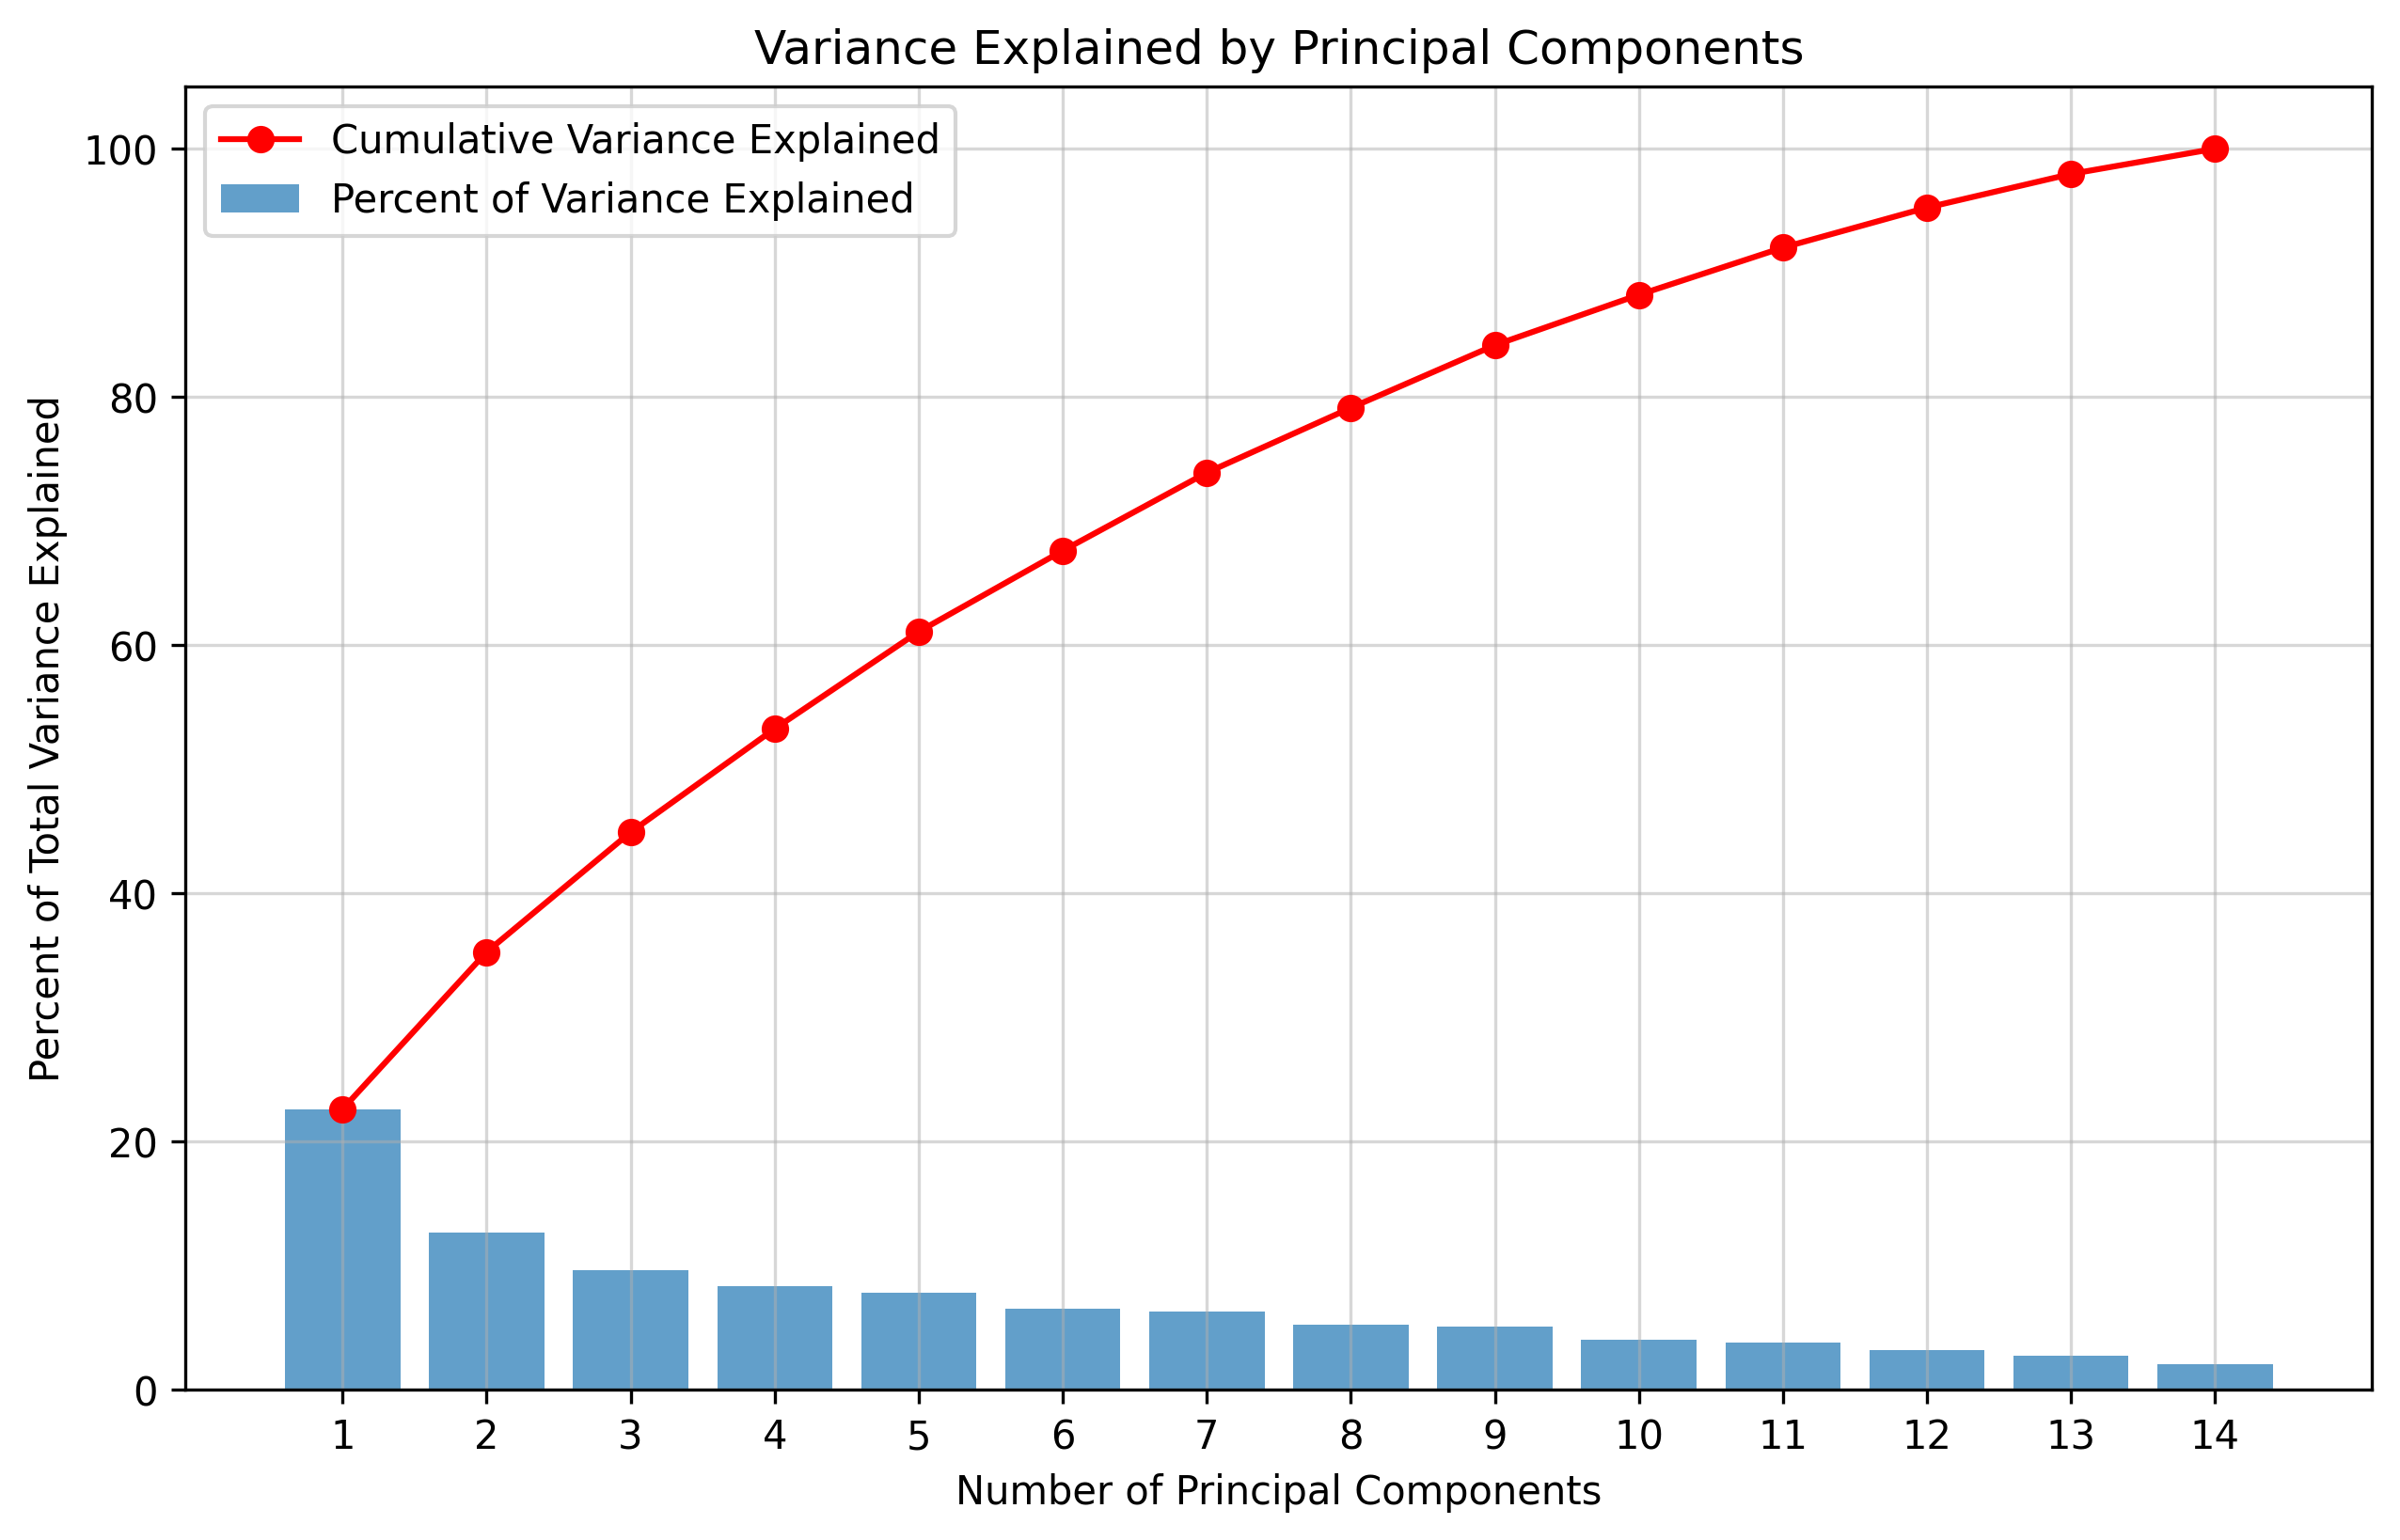 Variance Explained by Principal Components
Cumulative Variance Explained
Percent of Variance Explained
Percent of Total Variance Explained
100
80
60
40
20
0
1 2 3 4 5 6 7 8 9 10 11 12 13 14
Number of Principal Components